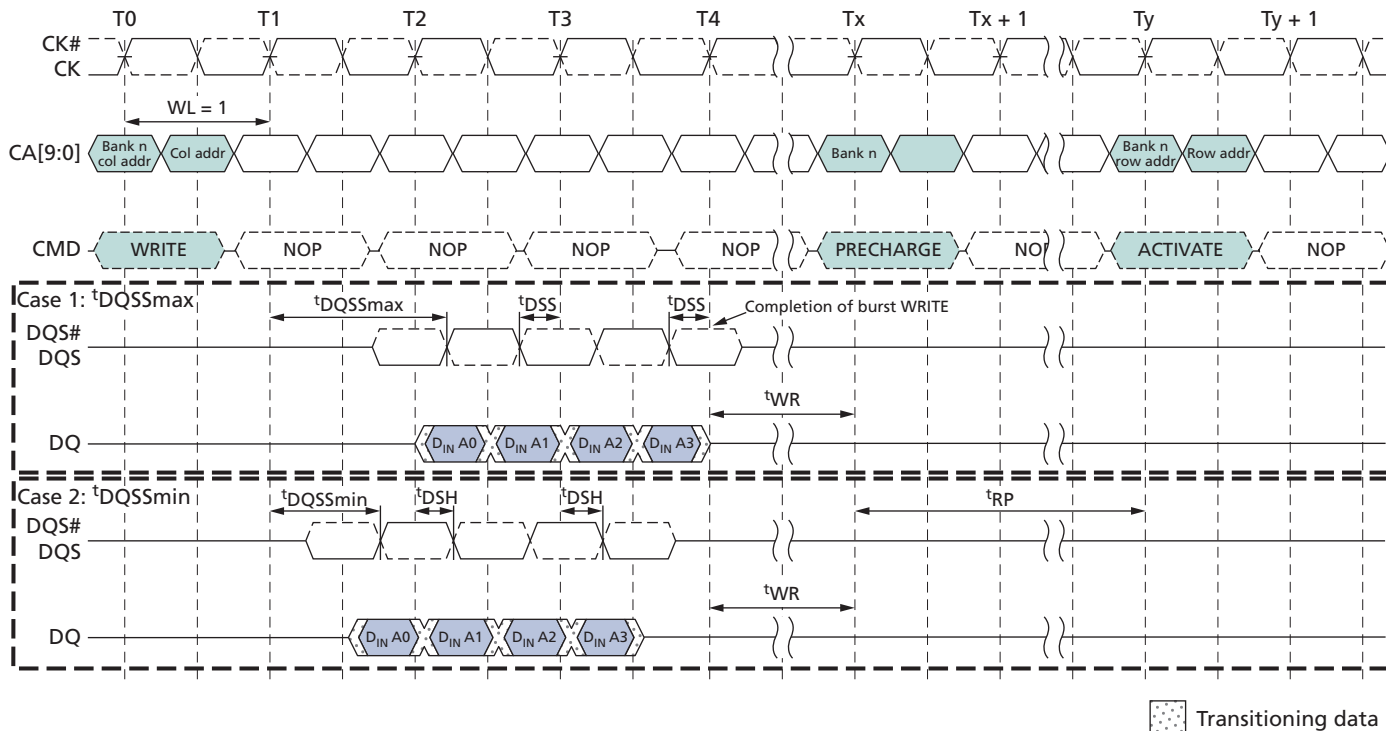 T0 T1 T2 T3 T4 Tx Tx + 1 Ty Ty + 1
CK#
CK
WL = 1
CA[9:0] Bank n col addr Col addr Bank n Bank n row addr Row addr
CMD WRITE NOP NOP NOP NOP PRECHARGE NOP ACTIVATE NOP
Case 1: tDQSSmax
tDQSSmax tDSS tDSS Completion of burst WRITE
DQS#
DQS
tWR
DQ DIN A0 DIN A1 DIN A2 DIN A3
Case 2: tDQSSmin
tDQSSmin tDSH tDSH tRP
DQS#
DQS
tWR
DQ DIN A0 DIN A1 DIN A2 DIN A3
Transitioning data